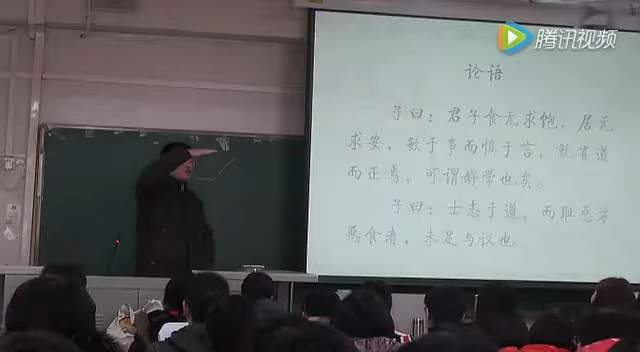 腾讯视频
论语
子曰：君子食无求饱，居无
求安，敏于事而慎于言，就有道
而正焉，可谓好学也矣。
子曰：士志于道，而耻恶衣
恶食者，未足与议也。